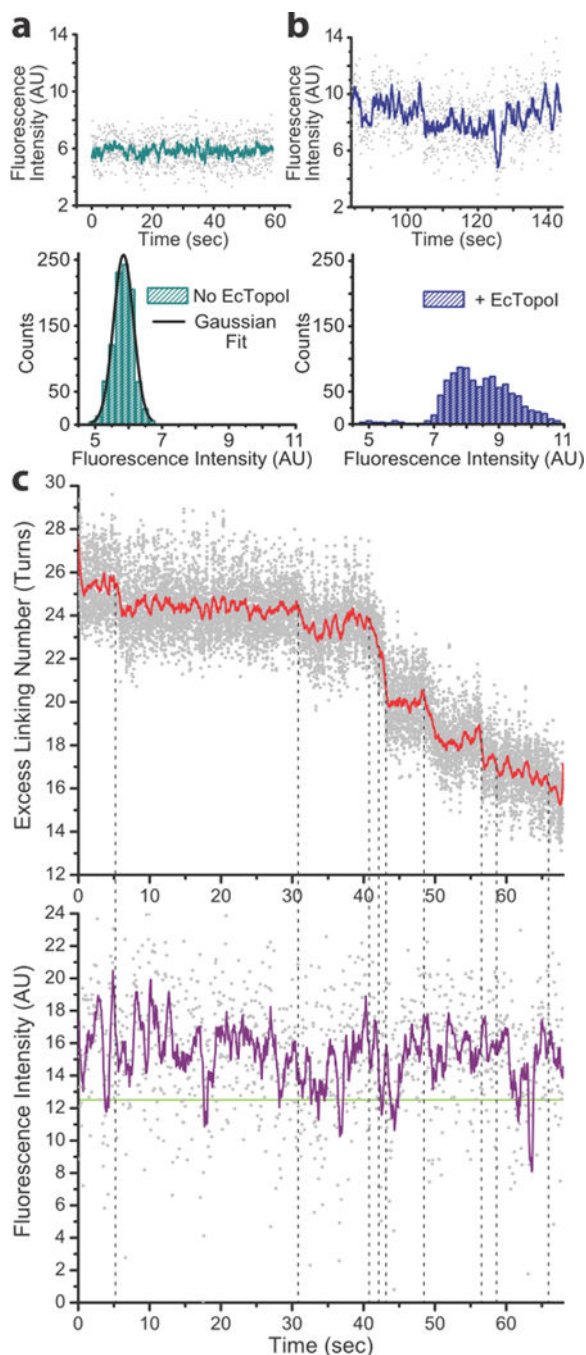 a
b
Fluorescence
Intensity (AU)
14
10
6
2
0 20 40 60
Time (sec)
Fluorescence
Intensity (AU)
14
10
6
2
100 120 140
Time (sec)
Counts
250
150
50
0
5 7 9 11
Fluorescence Intensity (AU)
No EcTopoI
Gaussian
Fit
Counts
250
150
50
0
5 7 9 11
Fluorescence Intensity (AU)
+ EcTopoI
c
Excess Linking Number (Turns)
30
28
26
24
22
20
18
16
14
12
0 10 20 30 40 50 60
Fluorescence Intensity (AU)
24
22
20
18
16
14
12
10
8
6
4
2
0
0 10 20 30 40 50 60
Time (sec)